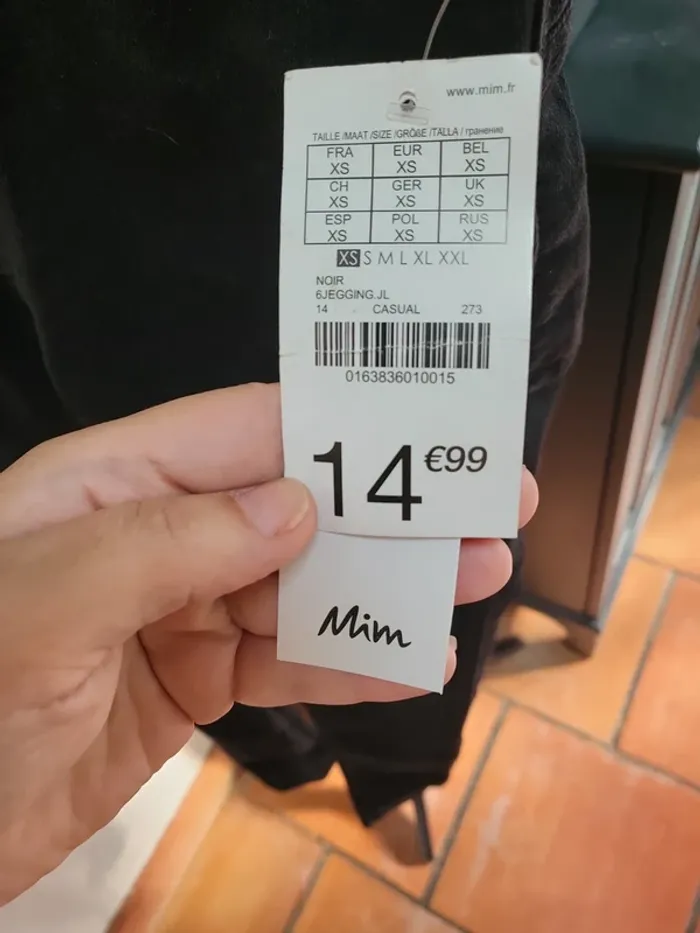 www.mim.fr
TAILLE /MAAT /SIZE /GRÖßE /TALLA / гранение
FRA EUR BEL
XS XS XS
CH GER UK
XS XS XS
ESP POL RUS
XS XS XS
XS S M L XL XXL
NOIR
6JEGGING.JL
14 CASUAL 273
0163836010015
14 €99
Mim